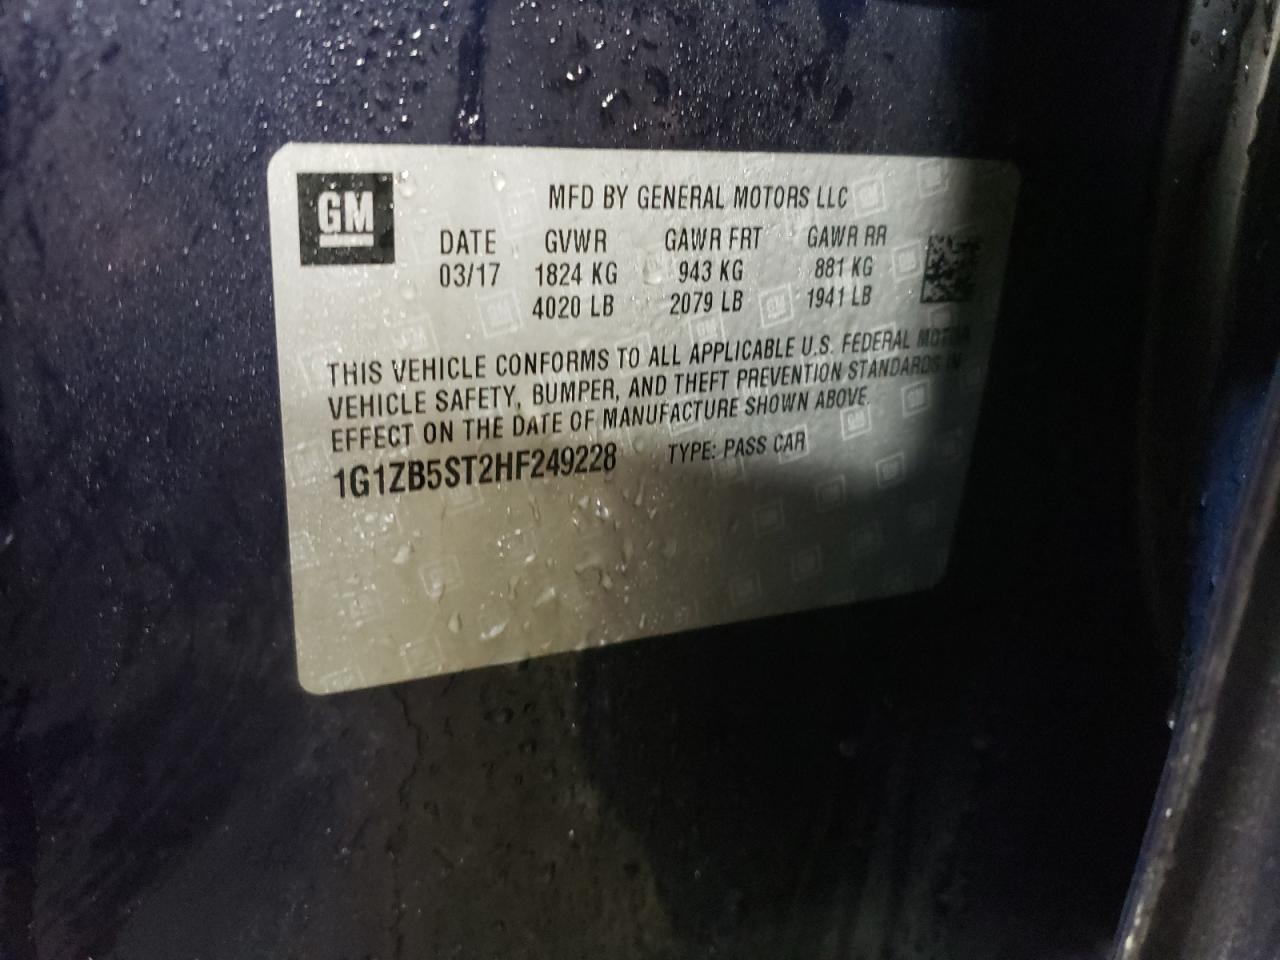 GM
MFD BY GENERAL MOTORS LLC
DATE GVWR GAWR FRT GAWR RR
03/17 1824 KG 943 KG 881 KG
4020 LB 2079 LB 1941 LB
THIS VEHICLE CONFORMS TO ALL APPLICABLE U.S. FEDERAL MOTOR
VEHICLE SAFETY, BUMPER, AND THEFT PREVENTION STANDARDS IN
EFFECT ON THE DATE OF MANUFACTURE SHOWN ABOVE.
1G1ZB5ST2HF249228 TYPE: PASS CAR